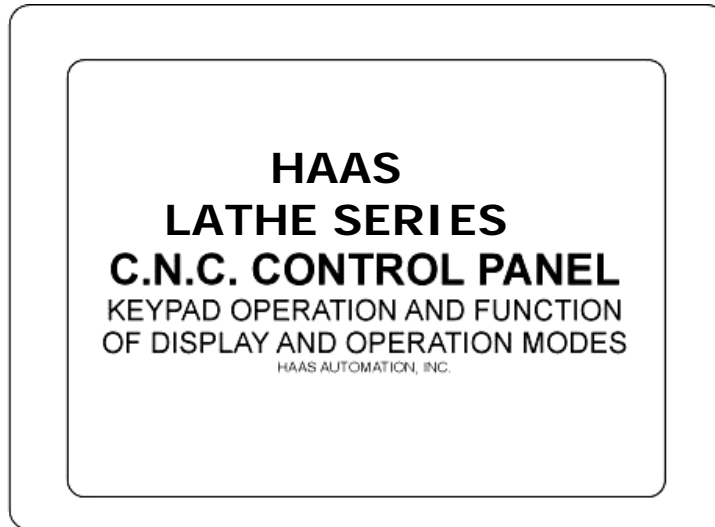 HAAS
LATHE SERIES
C.N.C. CONTROL PANEL
KEYPAD OPERATION AND FUNCTION
OF DISPLAY AND OPERATION MODES
HAAS AUTOMATION, INC.